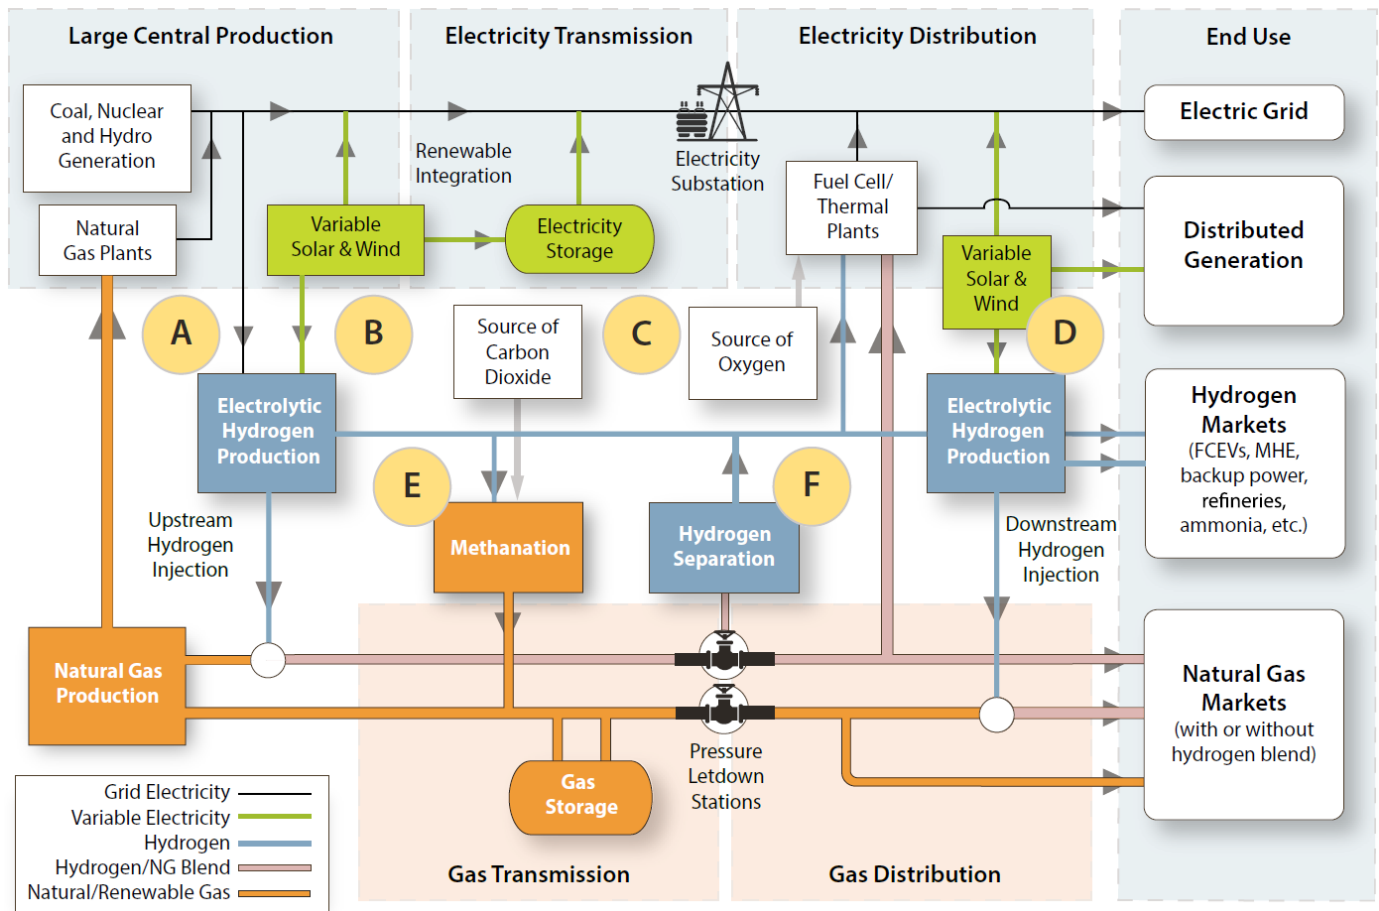 Large Central Production
Electricity Transmission
Electricity Distribution
End Use
Coal, Nuclear
and Hydro
Generation
Natural
Gas Plants
Variable
Solar & Wind
Renewable
Integration
Electricity
Storage
Electricity
Substation
Fuel Cell/
Thermal
Plants
Variable
Solar &
Wind
Electric Grid
Distributed
Generation
A
B
C
D
Source of
Carbon
Dioxide
Source of
Oxygen
Electrolytic
Hydrogen
Production
Electrolytic
Hydrogen
Production
Hydrogen
Markets
(FCEVs, MHE,
backup power,
refineries,
ammonia, etc.)
E
F
Upstream
Hydrogen
Injection
Methanation
Hydrogen
Separation
Downstream
Hydrogen
Injection
Natural Gas
Production
Natural Gas
Markets
(with or without
hydrogen blend)
Pressure
Letdown
Stations
Gas
Storage
Gas Transmission
Gas Distribution
Grid Electricity
Variable Electricity
Hydrogen
Hydrogen/NG Blend
Natural/Renewable Gas